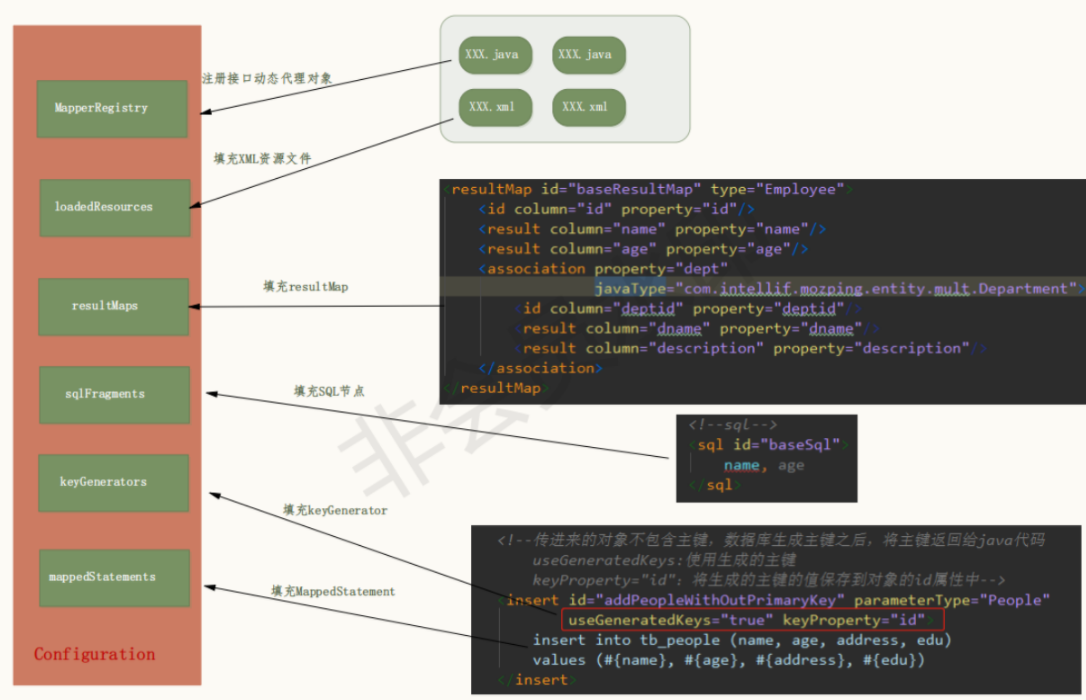 XXX.java
XXX.java
XXX.xml
XXX.xml
注册接口动态代理对象
MapperRegistry
填充XML资源文件
loadedResources
<resultMap id="baseResultMap" type="Employee">
<id column="id" property="id"/>
<result column="name" property="name"/>
<result column="age" property="age"/>
<association property="dept"
javaType="com.intellif.mozping.entity.mult.Department">
<id column="deptid" property="deptid"/>
<result column="dname" property="dname"/>
<result column="description" property="description"/>
</association>
</resultMap>
填充resultMap
resultMaps
填充SQL节点
sqlFragments
<!--sql-->
<sql id="baseSql">
name, age
</sql>
keyGenerators
填充keyGenerator
<!--传进来的对象不包含主键，数据库生成主键之后，将主键返回给java代码
useGeneratedKeys:使用生成的主键
keyProperty="id"：将生成的主键的值保存到对象的id属性中-->
<insert id="addPeopleWithOutPrimaryKey" parameterType="People"
useGeneratedKeys="true" keyProperty="id">
insert into tb_people (name, age, address, edu)
values (#{name}, #{age}, #{address}, #{edu})
</insert>
mappedStatements
填充MappedStatement
Configuration
非会